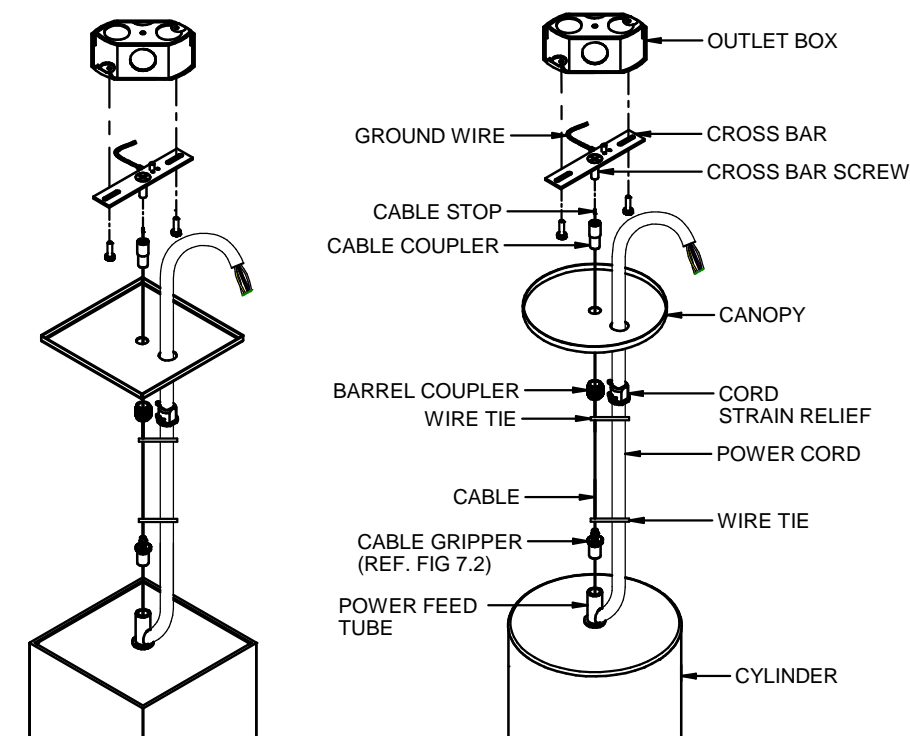 OUTLET BOX
GROUND WIRE
CROSS BAR
CROSS BAR SCREW
CABLE STOP
CABLE COUPLER
CANOPY
BARREL COUPLER
CORD
STRAIN RELIEF
WIRE TIE
POWER CORD
CABLE
WIRE TIE
CABLE GRIPPER
(REF. FIG 7.2)
POWER FEED
TUBE
CYLINDER